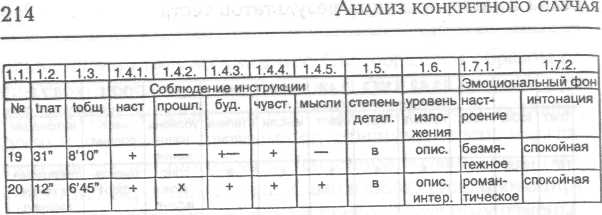 214 АНАЛИЗ КОНКРЕТНОГО СЛУЧАЯ
1.1. 1.2. 1.3. 1.4.1. 1.4.2. 1.4.3. 1.4.4. 1.4.5. 1.5. 1.6. 1.7.1. 1.7.2.
Соблюдение инструкции Эмоциональный фон
№ tлат tобщ наст прошл. буд. чувст. мысли степень уровень наст- интонация
детал. изло- роение
жения
19 31" 8'10" + — +— + — в опис. безмя- спокойная
тежное
20 12" 6'45" + х + + + в опис. роман- спокойная
интер. тическое